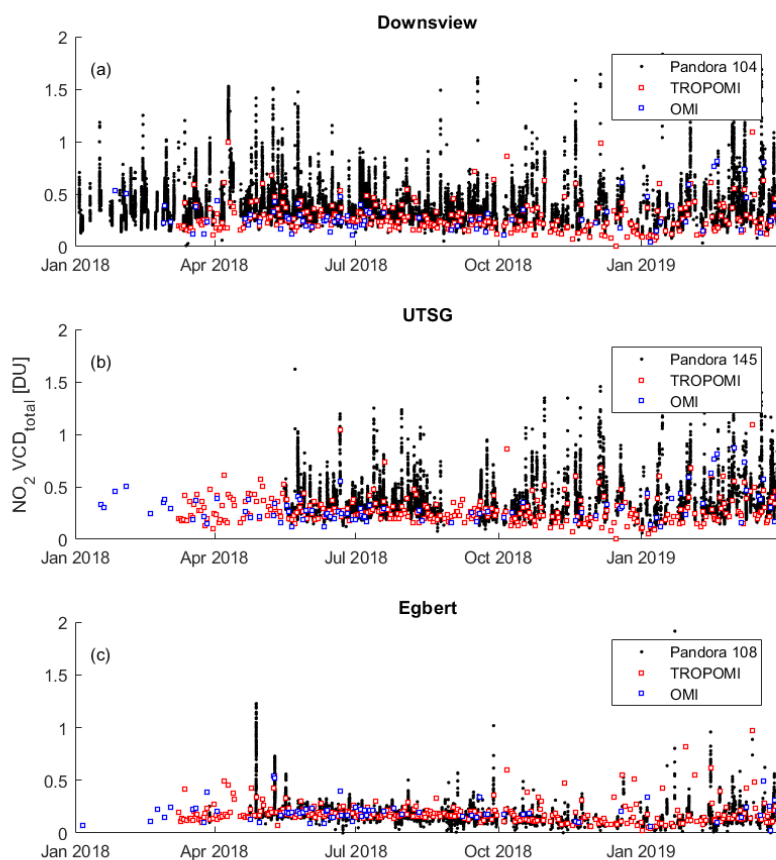 Downsview
2
(a)
Pandora 104
TROPOMI
OMI
1.5
1
0.5
0
Jan 2018
Apr 2018
Jul 2018
Oct 2018
Jan 2019
UTSG
2
(b)
Pandora 145
TROPOMI
OMI
1.5
1
0.5
0
NO2 VCDtotal [DU]
Jan 2018
Apr 2018
Jul 2018
Oct 2018
Jan 2019
Egbert
2
(c)
Pandora 108
TROPOMI
OMI
1.5
1
0.5
0
Jan 2018
Apr 2018
Jul 2018
Oct 2018
Jan 2019